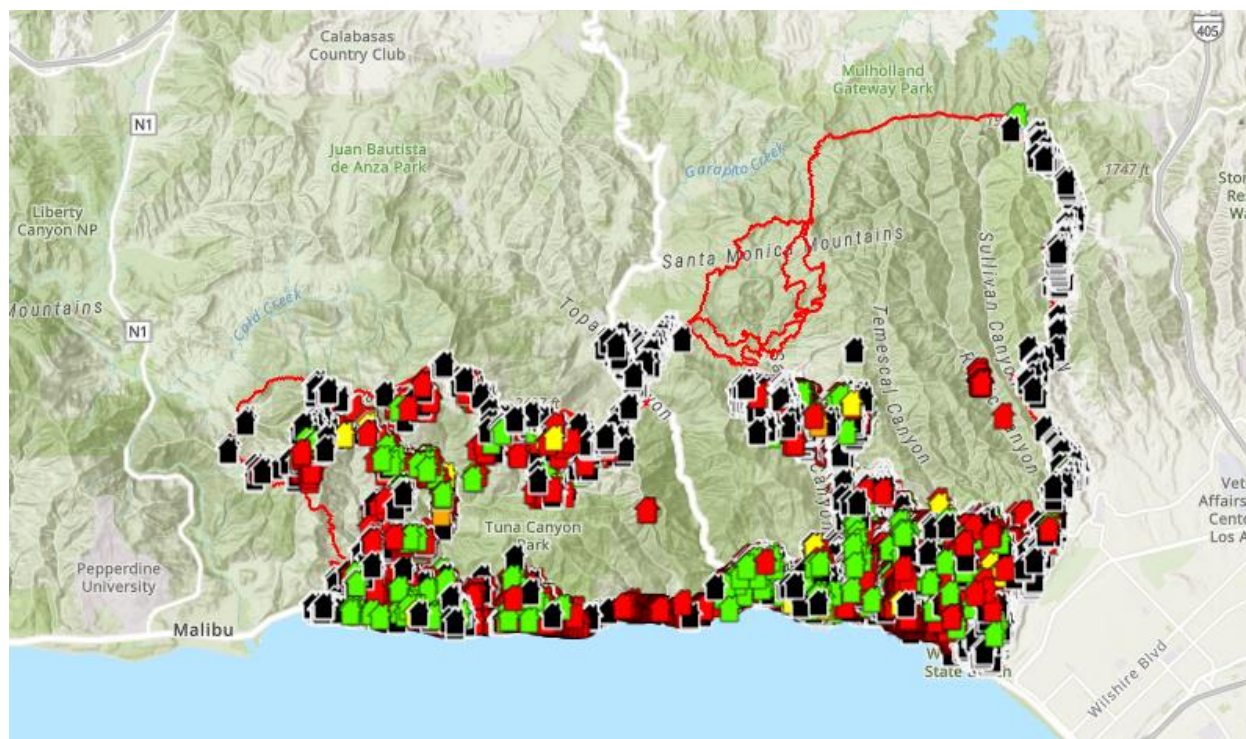 Calabasas
Country Club
405
Mulholland
Gateway Park
N1
Juan Bautista
de Anza Park
Garapito Creek
1747 ft
Liberty
Canyon NP
Santa Monica Mountains
Sullivan Canyon
Mountains
Cold Creek
N1
Temescal Canyon
Tuna Canyon
Park
Pepperdine
University
Malibu
State
Wilshire Blvd